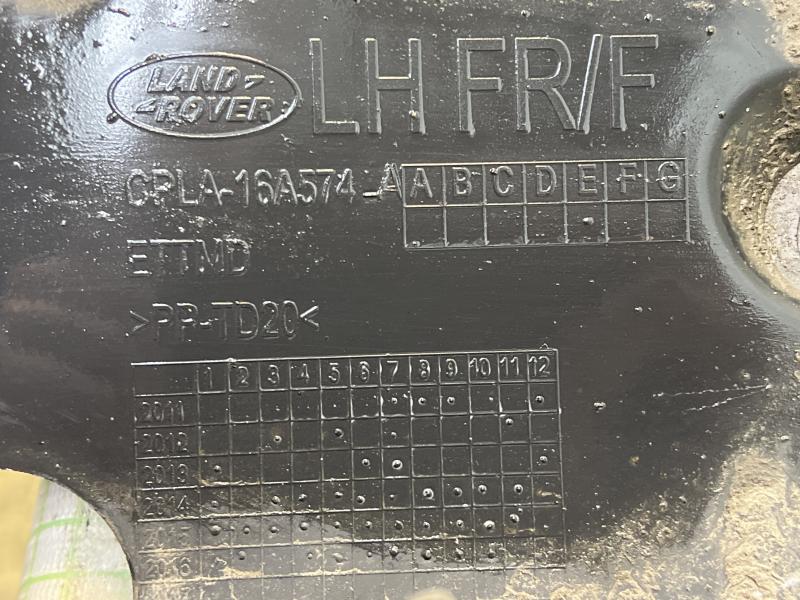 LAND ROVER
LH FR/F
CPLA-16A574_A A B C D E F G
ETTMD
>PP-TD20<
1 2 3 4 5 6 7 8 9 10 11 12
2011
2012
2013
2014
2015
2016